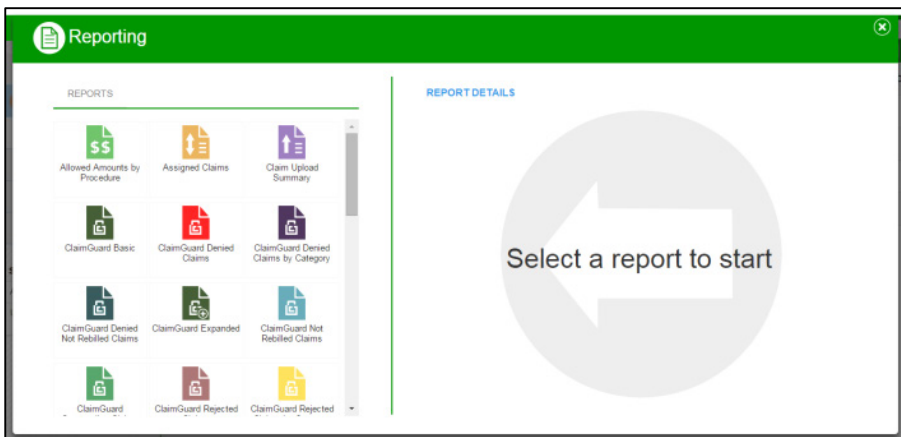 Reporting
REPORTS
REPORT DETAILS
$$
Allowed Amounts by
Procedure
Assigned Claims
Claim Upload
Summary
ClaimGuard Basic
ClaimGuard Denied
Claims
ClaimGuard Denied
Claims by Category
ClaimGuard Denied
Not Rebilled Claims
ClaimGuard Expanded
ClaimGuard Not
Rebilled Claims
ClaimGuard
ClaimGuard Rejected
ClaimGuard Rejected
Select a report to start